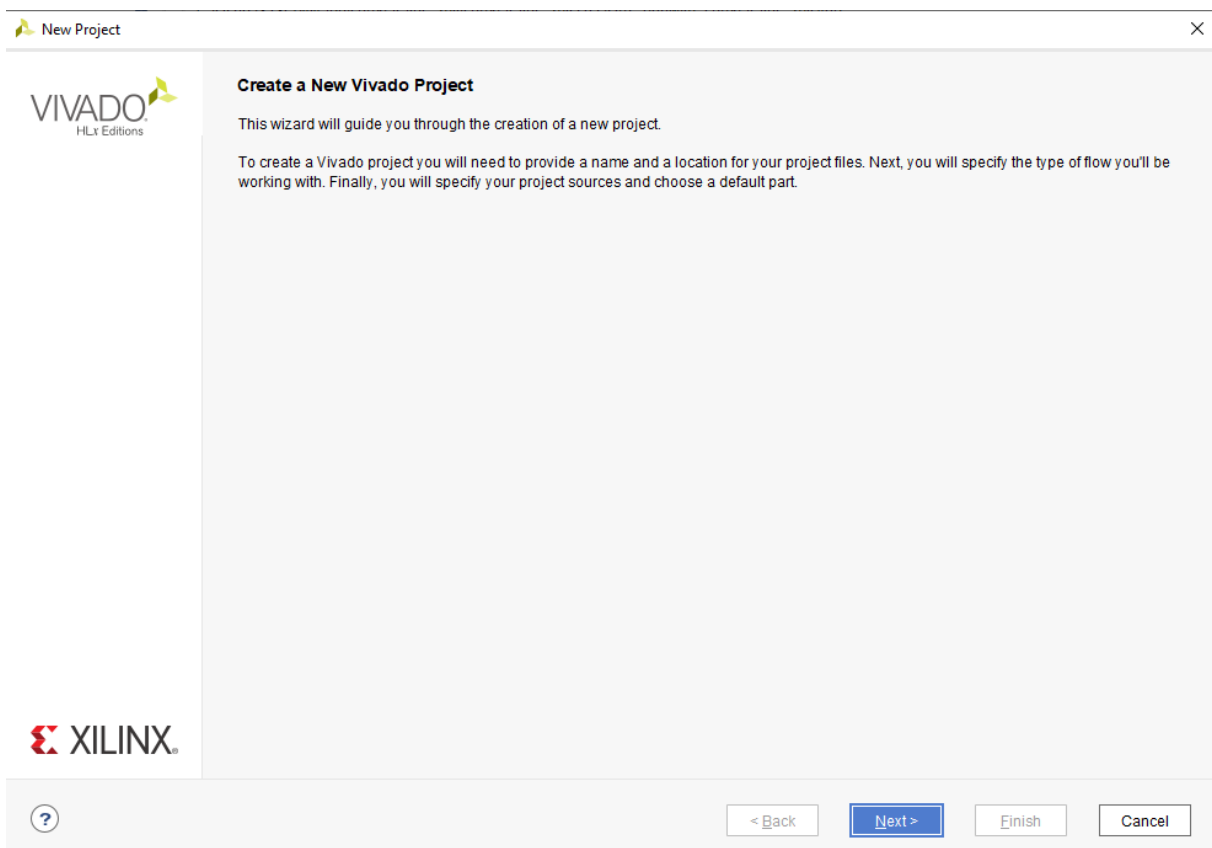 New Project
VIVADO.
HLx Editions
Create a New Vivado Project
This wizard will guide you through the creation of a new project.
To create a Vivado project you will need to provide a name and a location for your project files. Next, you will specify the type of flow you'll be
working with. Finally, you will specify your project sources and choose a default part.
XILINX
?
< Back
Next >
Finish
Cancel